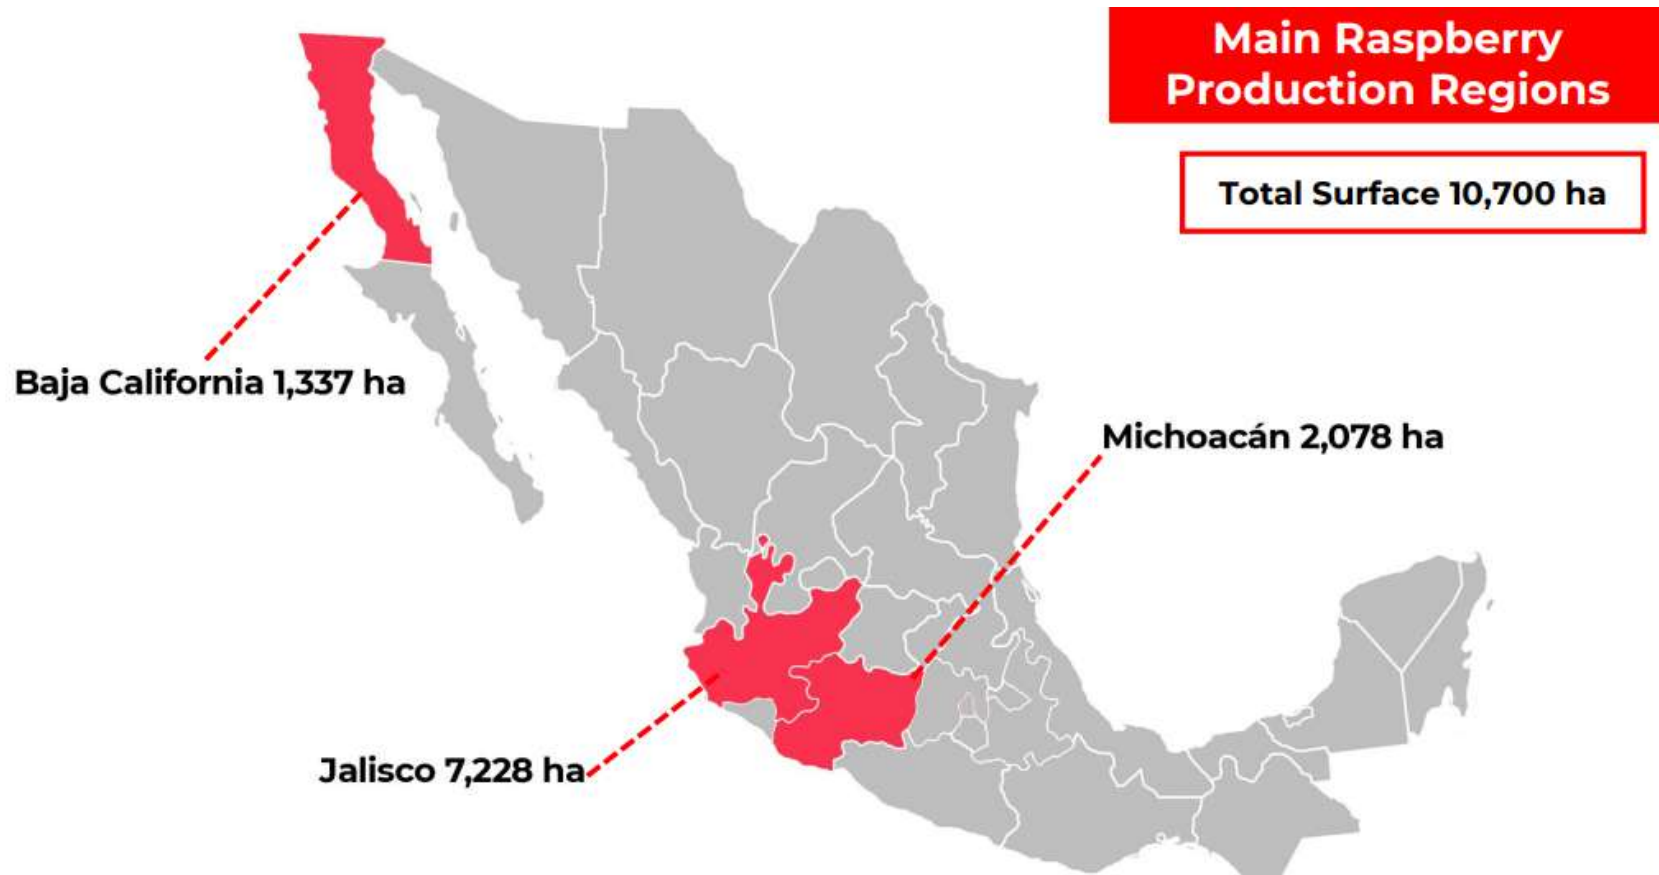 Main Raspberry
Production Regions
Total Surface 10,700 ha
Baja California 1,337 ha
Michoacán 2,078 ha
Jalisco 7,228 ha